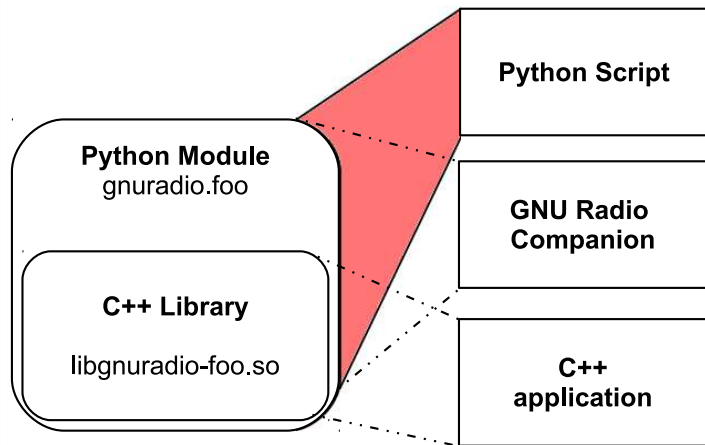 Python Module
gnuradio.foo
C++ Library
libgnuradio-foo.so
Python Script
GNU Radio
Companion
C++
application